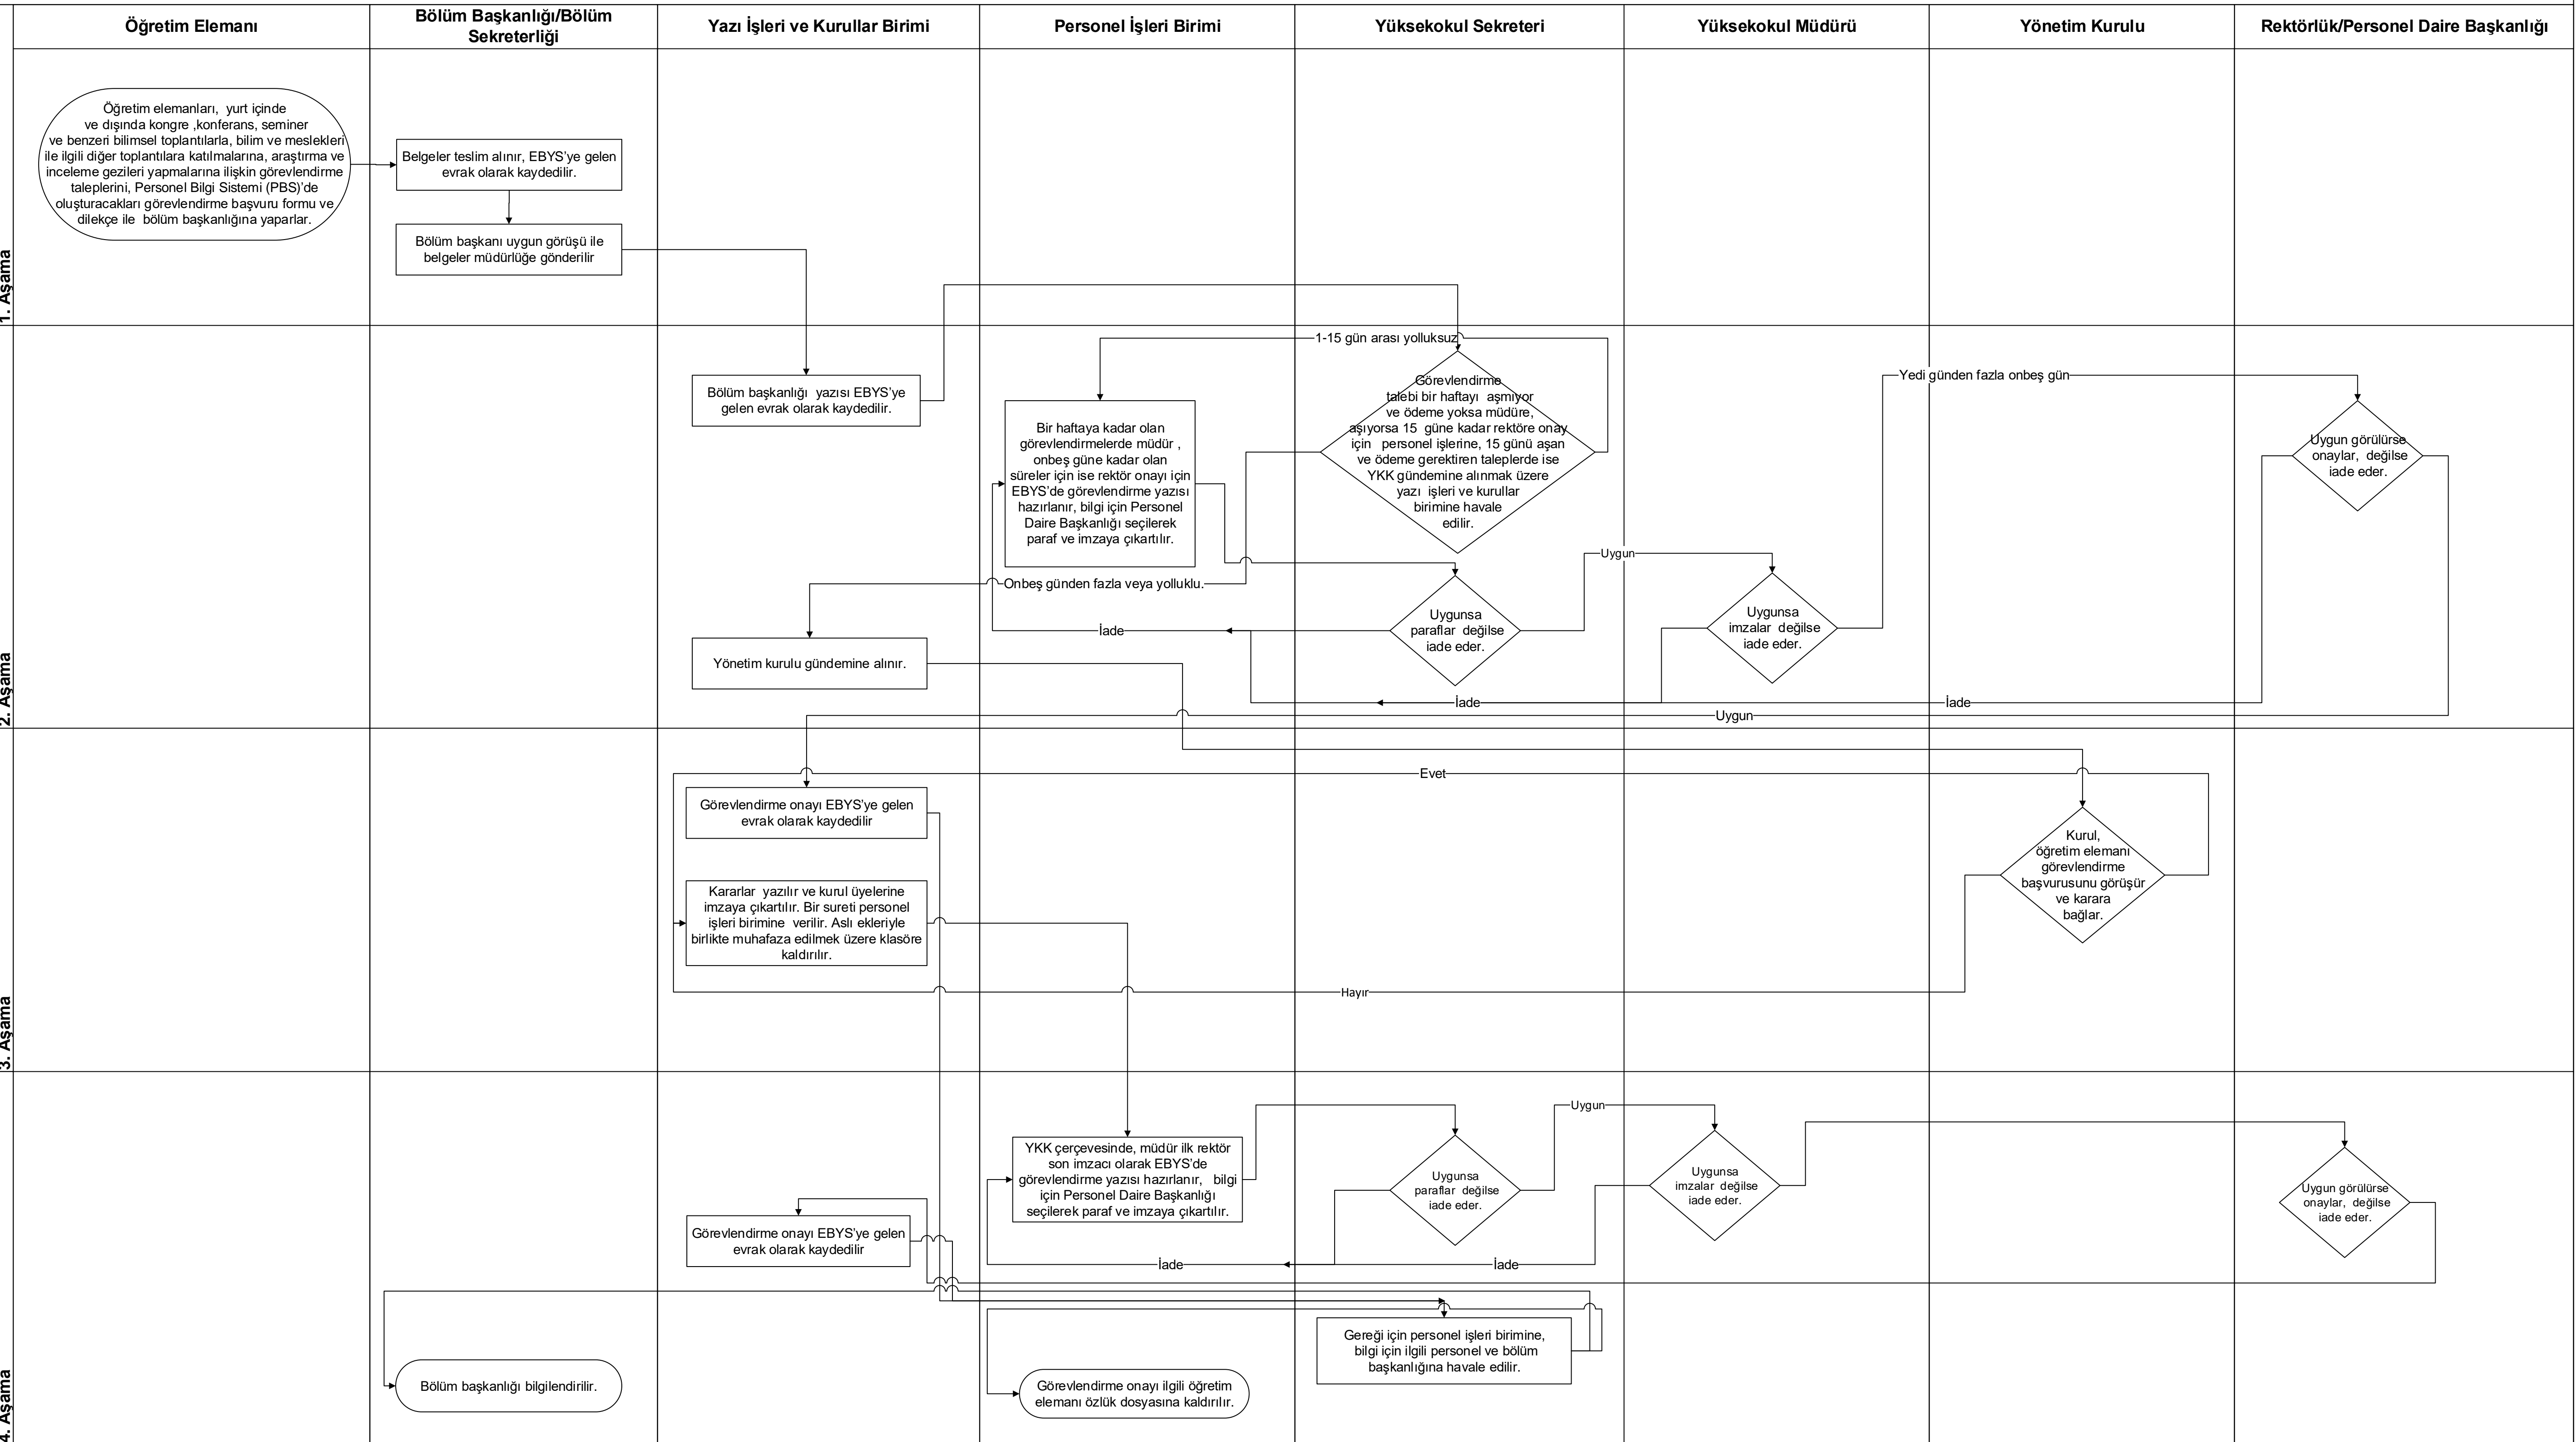 Öğretim Elemanı
Bölüm Başkanlığı/Bölüm
Sekreterliği
Yazı İşleri ve Kurullar Birimi
Personel İşleri Birimi
Yüksekokul Sekreteri
Yüksekokul Müdürü
Yönetim Kurulu
Rektörlük/Personel Daire Başkanlığı
1. Aşama
Öğretim elemanları,  yurt içinde
ve dışında kongre ,konferans, seminer
ve benzeri bilimsel toplantılarla, bilim ve meslekleri
ile ilgili diğer toplantılara katılmalarına, araştırma ve
inceleme gezileri yapmalarına ilişkin görevlendirme
taleplerini, Personel Bilgi Sistemi (PBS)’de
oluşturacakları görevlendirme başvuru formu ve
dilekçe ile  bölüm başkanlığına yaparlar.
Belgeler teslim alınır, EBYS’ye gelen
evrak olarak kaydedilir.
Bölüm başkanı uygun görüşü ile
belgeler müdürlüğe gönderilir
2. Aşama
Bölüm başkanlığı  yazısı EBYS’ye
gelen evrak olarak kaydedilir.
1-15 gün arası yolluksuz
Bir haftaya kadar olan
görevlendirmelerde müdür ,
onbeş güne kadar olan
süreler için ise rektör onayı için
EBYS’de görevlendirme yazısı
hazırlanır, bilgi için Personel
Daire Başkanlığı seçilerek
paraf ve imzaya çıkartılır.
Görevlendirme
talebi bir haftayı  aşmıyor
ve ödeme yoksa müdüre,
aşıyorsa 15  güne kadar rektöre onay
için   personel işlerine, 15 günü aşan
ve ödeme gerektiren taleplerde ise
YKK gündemine alınmak üzere
yazı  işleri ve kurullar
birimine havale
edilir.
Yedi günden fazla onbeş gün
Uygun görülürse
onaylar,  değilse
iade eder.
Uygun
Onbeş günden fazla veya yolluklu.
Uygunsa
paraflar  değilse
iade eder.
Uygunsa
imzalar  değilse
iade eder.
İade
Yönetim kurulu gündemine alınır.
İade
İade
Uygun
3. Aşama
Evet
Görevlendirme onayı EBYS’ye gelen
evrak olarak kaydedilir
Kurul,
öğretim elemanı
görevlendirme
başvurusunu görüşür
ve karara
bağlar.
Kararlar  yazılır ve kurul üyelerine
imzaya çıkartılır. Bir sureti personel
işleri birimine  verilir. Aslı ekleriyle
birlikte muhafaza edilmek üzere klasöre
kaldırılır.
Hayır
4. Aşama
Uygun
YKK çerçevesinde, müdür ilk rektör
son imzacı olarak EBYS’de
görevlendirme yazısı hazırlanır,   bilgi
için Personel Daire Başkanlığı
seçilerek paraf ve imzaya çıkartılır.
Uygunsa
paraflar  değilse
iade eder.
Uygunsa
imzalar  değilse
iade eder.
Uygun görülürse
onaylar,  değilse
iade eder.
Görevlendirme onayı EBYS’ye gelen
evrak olarak kaydedilir
İade
İade
Gereği için personel işleri birimine,
bilgi için ilgili personel ve bölüm
başkanlığına havale edilir.
Bölüm başkanlığı bilgilendirilir.
Görevlendirme onayı ilgili öğretim
elemanı özlük dosyasına kaldırılır.